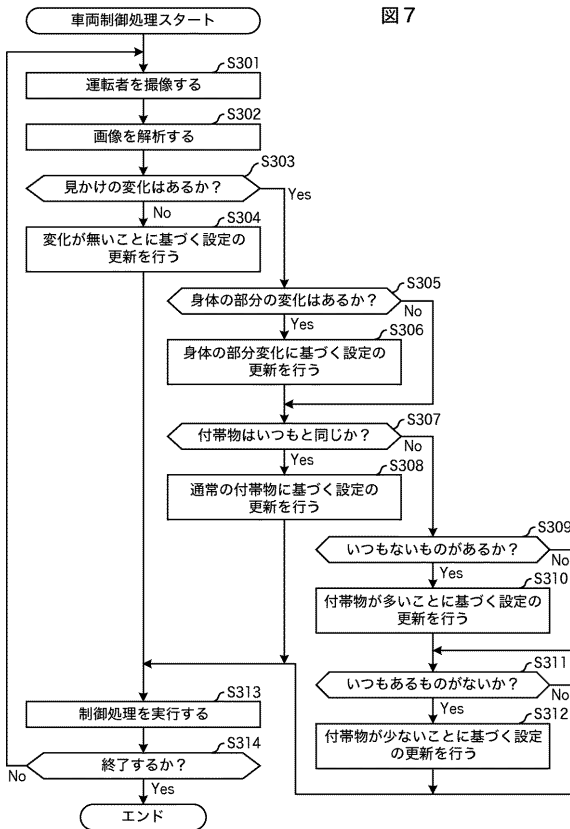 図7
車両制御処理スタート
S301
運転者を撮像する
S302
画像を解析する
S303
見かけの変化はあるか？
Yes
No
S304
変化が無いことに基づく設定の
更新を行う
S305
身体の部分の変化はあるか？
No
Yes
S306
身体の部分変化に基づく設定の
更新を行う
S307
付帯物はいつもと同じか？
No
Yes
S308
通常の付帯物に基づく設定の
更新を行う
S309
いつもないものがあるか？
No
Yes
S310
付帯物が多いことに基づく設定の
更新を行う
S311
いつもあるものがないか？
No
Yes
S312
付帯物が少ないことに基づく設定
の更新を行う
S313
制御処理を実行する
S314
終了するか？
No
Yes
エンド